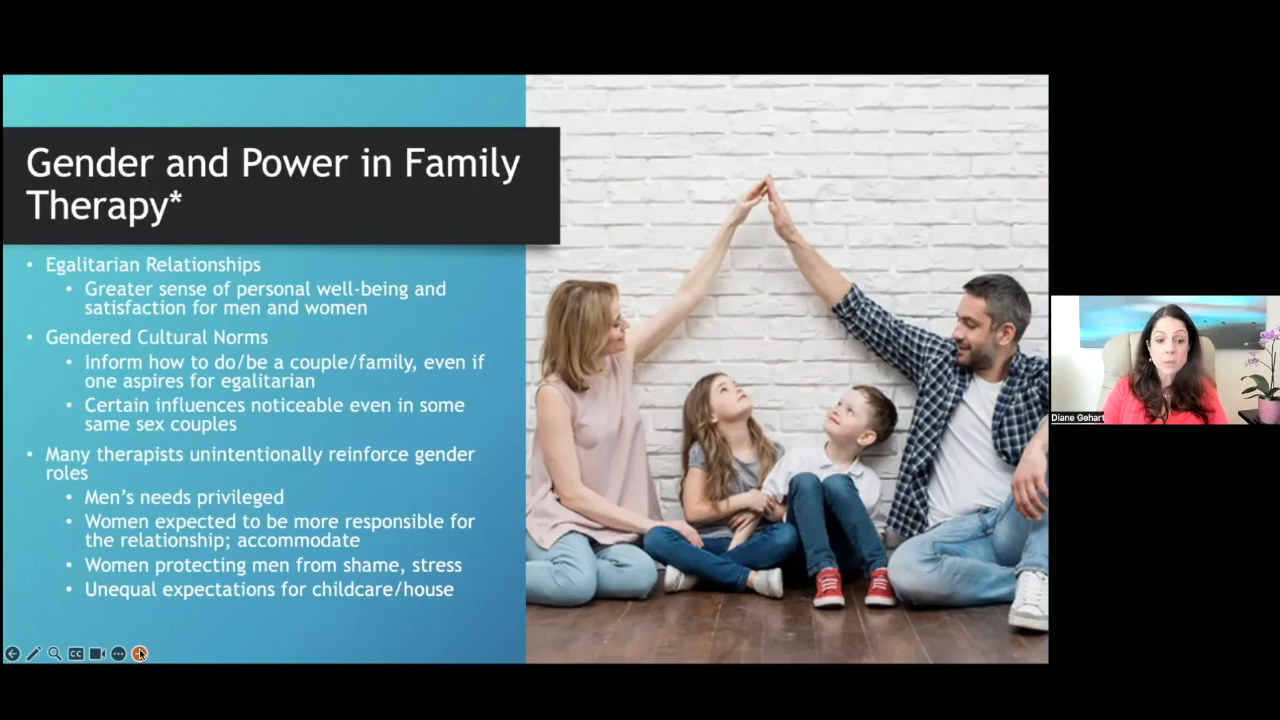 Gender and Power in Family
Therapy*
• Egalitarian Relationships
• Greater sense of personal well-being and
satisfaction for men and women
• Gendered Cultural Norms
• Inform how to do/be a couple/family, even if
one aspires for egalitarian
• Certain influences noticeable even in some
same sex couples
• Many therapists unintentionally reinforce gender
roles
• Men's needs privileged
• Women expected to be more responsible for
the relationship; accommodate
• Women protecting men from shame, stress
• Unequal expectations for childcare/house
CC
Diane Gehart